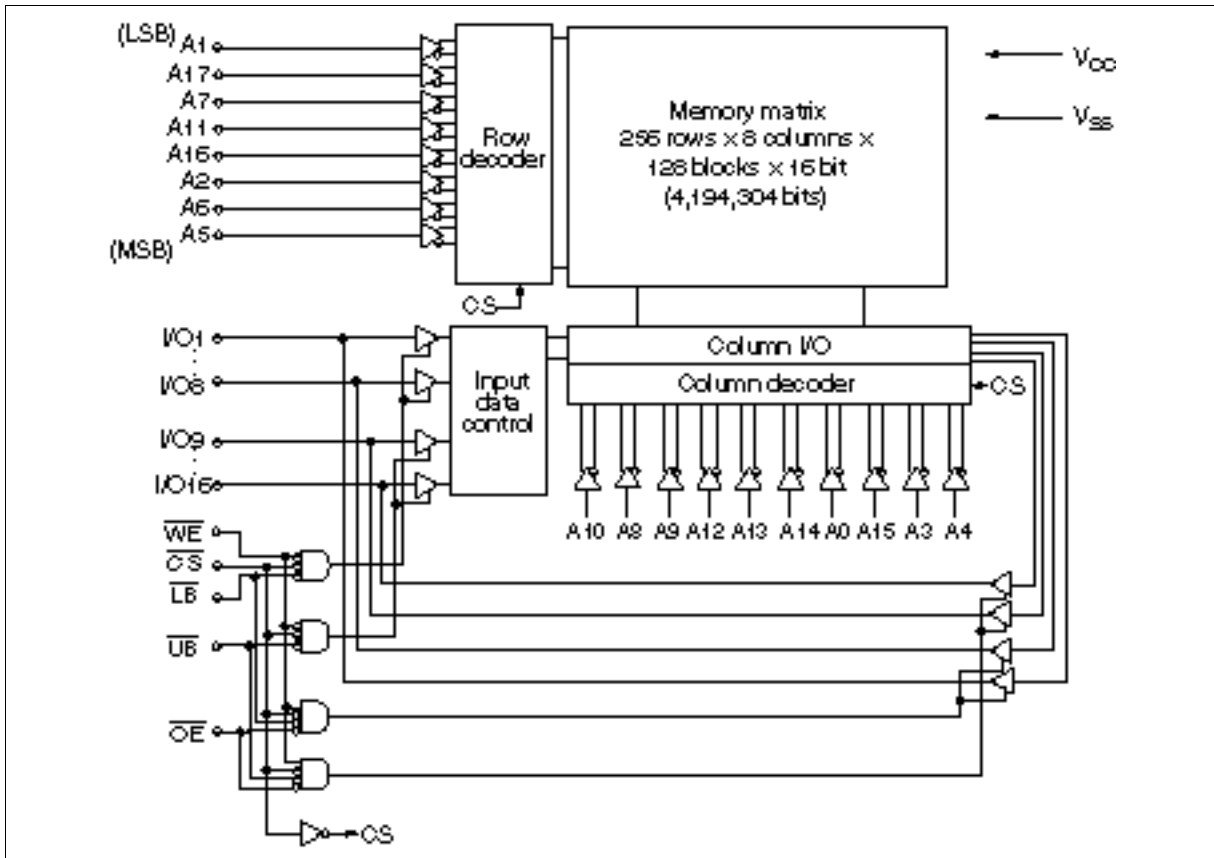 (LSB) A1
A17
A7
A11
A16
A2
A6
A5
(MSB)
Row
decoder
CS
Memory matrix
256 rows × 8 columns ×
128 blocks × 16 bit
(4,194,304 bits)
VCC
VSS
I/O1
I/O8
I/O9
I/O16
Input
data
control
Column I/O
Column decoder
CS
A10 A8 A9 A12 A13 A14 A0 A15 A3 A4
WE
CS
LB
UB
OE
CS